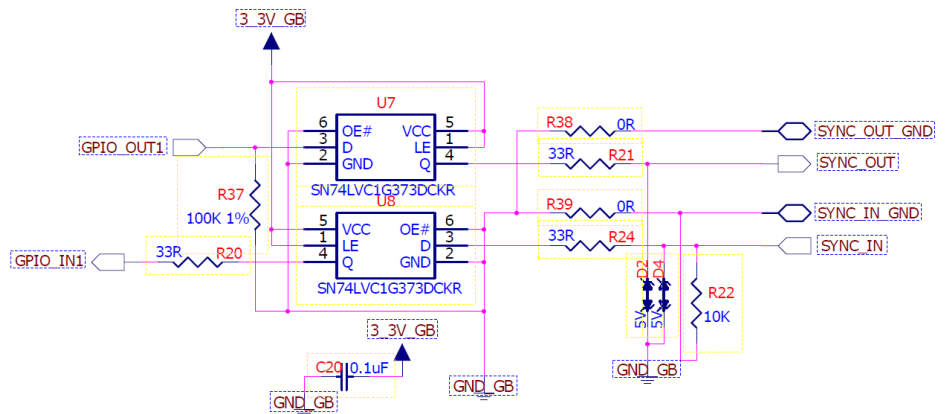 3_3V_GB
U7
6 OE# VCC 5
3 D LE 1
2 GND Q 4
SN74LVC1G373DCKR
GPIO_OUT1
R37
100K 1%
U8
5 VCC OE# 6
1 LE D 3
4 Q GND 2
SN74LVC1G373DCKR
GPIO_IN1
33R R20
R38 0R
SYNC_OUT_GND
33R R21
SYNC_OUT
R39 0R
SYNC_IN_GND
33R R24
SYNC_IN
D2
D4
5V
5V
R22
10K
3_3V_GB
C20 0.1uF
GND_GB
GND_GB
GND_GB